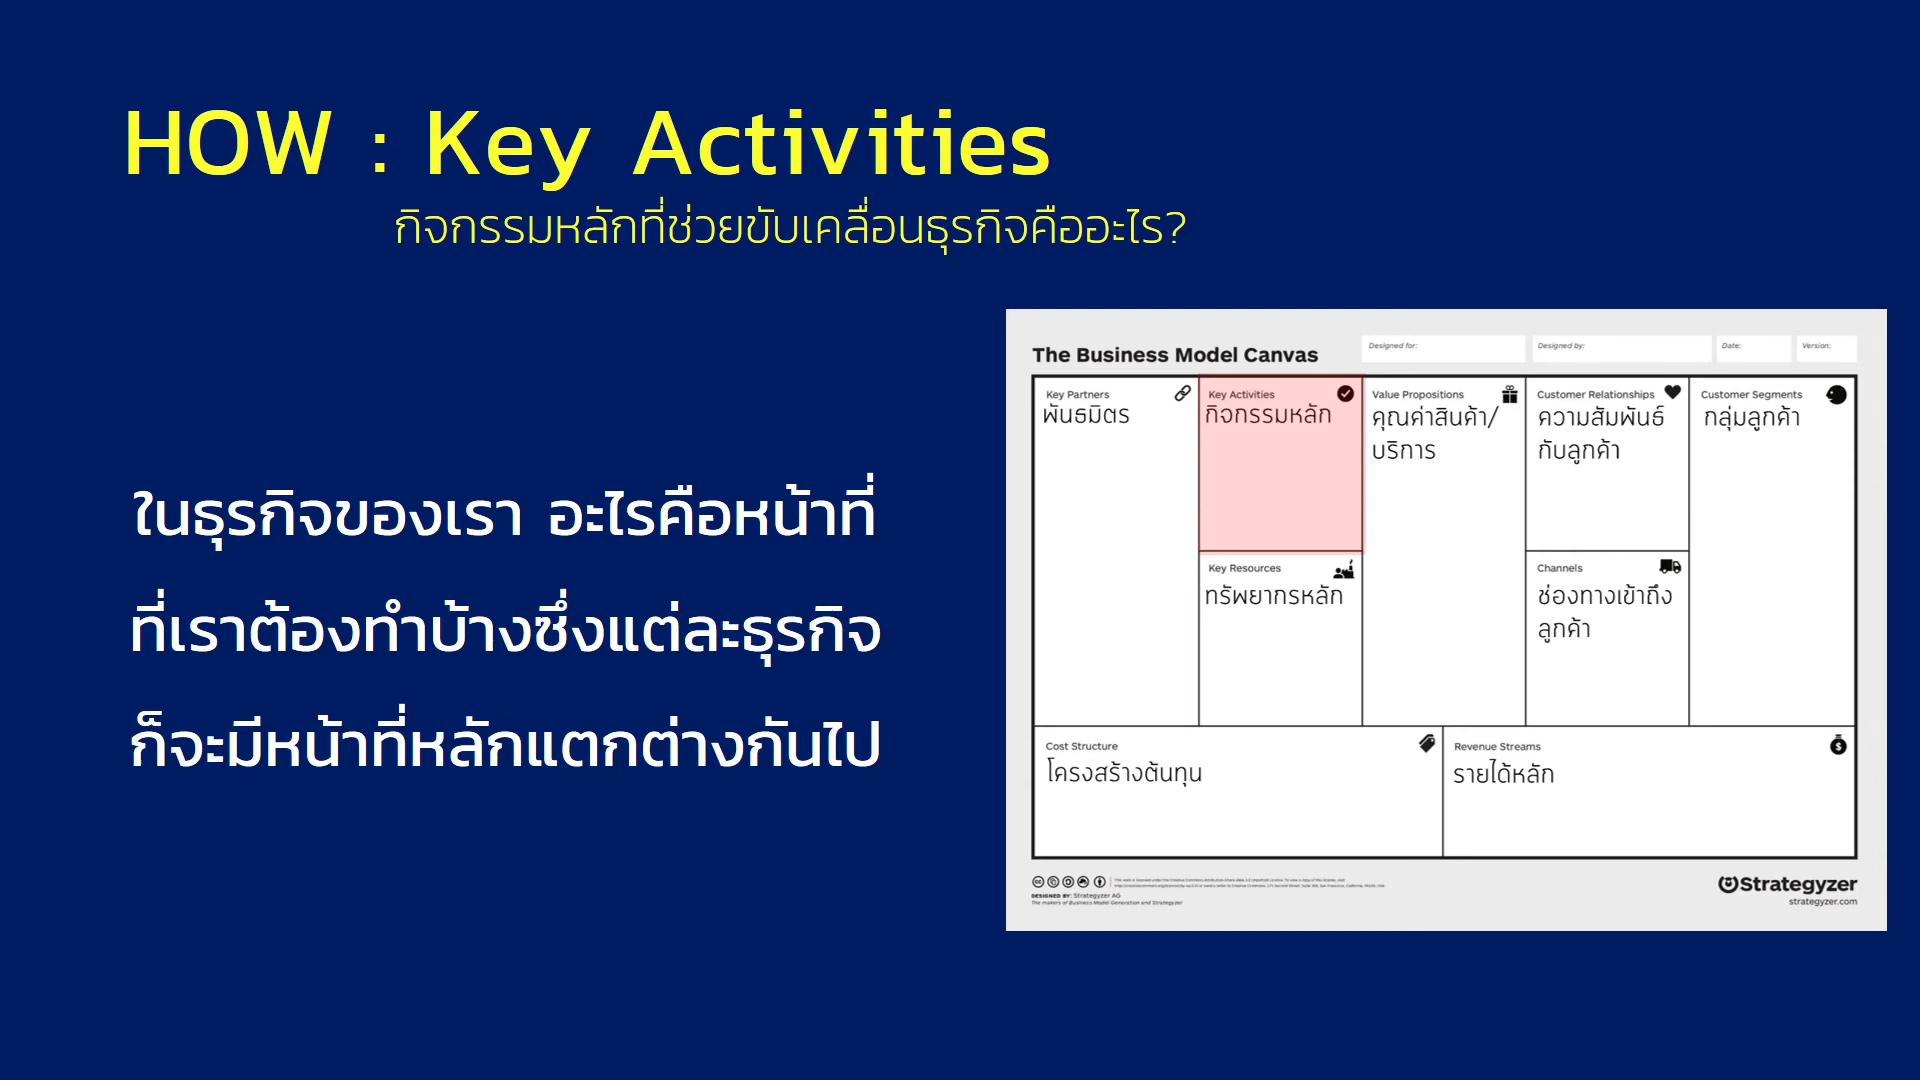 HOW : Key Activities
กิจกรรมหลักที่ช่วยขับเคลื่อนธุรกิจคืออะไร?
ในธุรกิจของเรา อะไรคือหน้าที่
ที่เราต้องทำบ้างซึ่งแต่ละธุรกิจ
ก็จะมีหน้าที่หลักแตกต่างกันไป
The Business Model Canvas
Designed for:
Designed by:
Date:
Version:
Key Partners
พันธมิตร
Key Activities
กิจกรรมหลัก
Key Resources
ทรัพยากรหลัก
Value Propositions
คุณค่าสินค้า/
บริการ
Customer Relationships
ความสัมพันธ์
กับลูกค้า
Channels
ช่องทางเข้าถึง
ลูกค้า
Customer Segments
กลุ่มลูกค้า
Cost Structure
โครงสร้างต้นทุน
Revenue Streams
รายได้หลัก
DESIGNED BY: Strategyzer AG
The makers of Business Model Generation and Strategyzer
Strategyzer
strategyzer.com